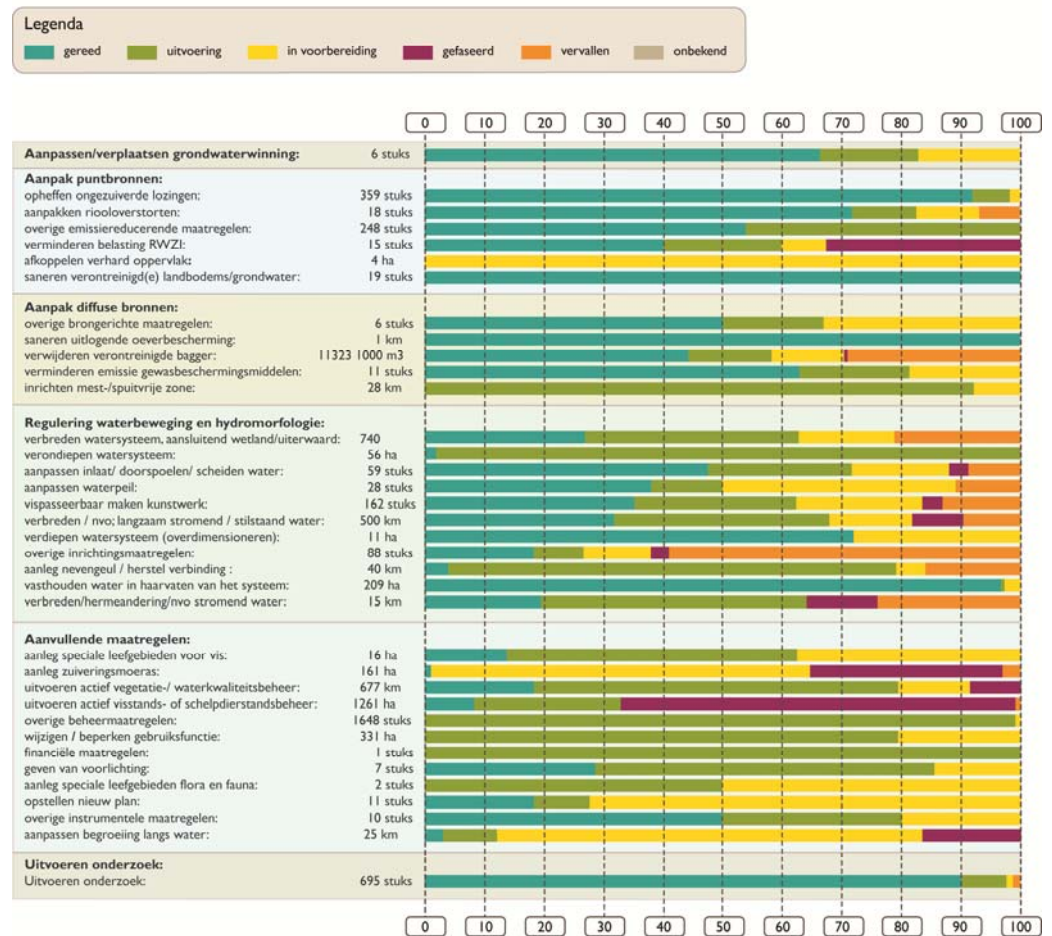 Legenda
gereed uitvoering in voorbereiding gefaseerd vervallen onbekend
0 10 20 30 40 50 60 70 80 90 100
Aanpassen/verplaatsen grondwaterwinning: 6 stuks
Aanpak puntbronnen:
opheffen ongezuiverde lozingen: 359 stuks
aanpakken riooloverstorten: 18 stuks
overige emissiereducerende maatregelen: 248 stuks
verminderen belasting RWZI: 15 stuks
afkoppelen verhard oppervlak: 4 ha
saneren verontreinigd(e) landbodems/grondwater: 19 stuks
Aanpak diffuse bronnen:
overige brongerichte maatregelen: 6 stuks
saneren uitlogende oeverbescherming: 1 km
verwijderen verontreinigde bagger: 11323 1000 m3
verminderen emissie gewasbeschermingsmiddelen: 11 stuks
inrichten mest-/spuitvrije zone: 28 km
Regulering waterbeweging en hydromorfologie:
verbreden watersysteem, aansluitend wetland/uiterwaard: 740
verondiepen watersysteem: 56 ha
aanpassen inlaat/ doorspoelen/ scheiden water: 59 stuks
aanpassen waterpeil: 28 stuks
vispasseerbaar maken kunstwerk: 162 stuks
verbreden / nvo; langzaam stromend / stilstaand water: 500 km
verdiepen watersysteem (overdimensioneren): 11 ha
overige inrichtingsmaatregelen: 88 stuks
aanleg nevengeul / herstel verbinding : 40 km
vasthouden water in haarvaten van het systeem: 209 ha
verbreden/hermeandering/nvo stromend water: 15 km
Aanvullende maatregelen:
aanleg speciale leefgebieden voor vis: 16 ha
aanleg zuiveringsmoeras: 161 ha
uitvoeren actief vegetatie-/ waterkwaliteitsbeheer: 677 km
uitvoeren actief visstands- of schelpdierstandsbeheer: 1261 ha
overige beheermaatregelen: 1648 stuks
wijzigen / beperken gebruiksfunctie: 331 ha
financiële maatregelen: 1 stuks
geven van voorlichting: 7 stuks
aanleg speciale leefgebieden flora en fauna: 2 stuks
opstellen nieuw plan: 11 stuks
overige instrumentele maatregelen: 10 stuks
aanpassen begroeiing langs water: 25 km
Uitvoeren onderzoek:
Uitvoeren onderzoek: 695 stuks
0 10 20 30 40 50 60 70 80 90 100